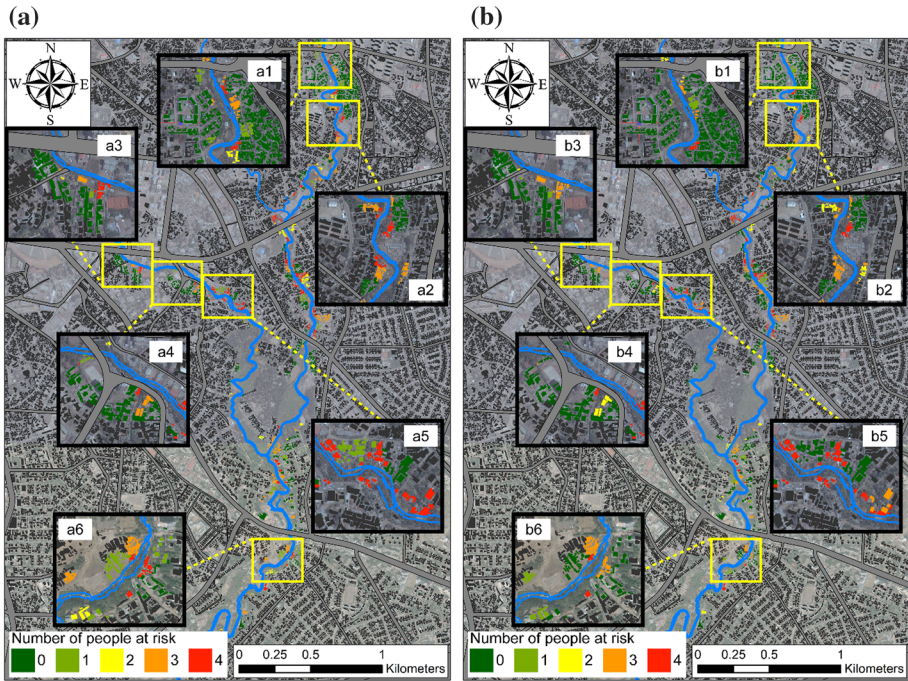 (a)
N
W E
S
a1
a3
a2
a4
a5
a6
Number of people at risk
0 1 2 3 4
0 0.25 0.5 1
Kilometers
(b)
N
W E
S
b1
b3
b2
b4
b5
b6
Number of people at risk
0 1 2 3 4
0 0.25 0.5 1
Kilometers